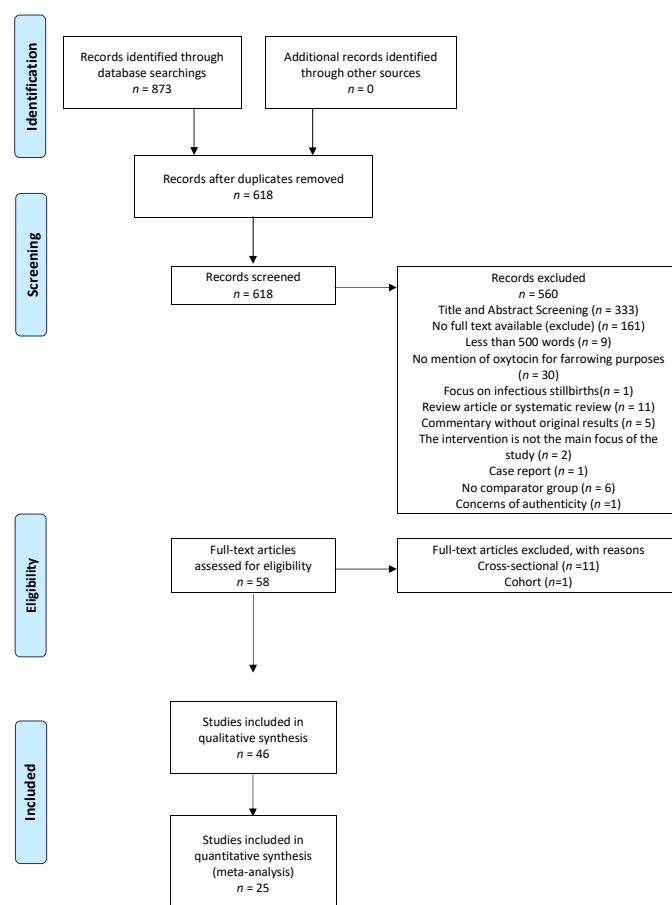 Identification
Records identified through
database searchings
n = 873
Additional records identified
through other sources
n = 0
Records after duplicates removed
n = 618
Screening
Records screened
n = 618
Records excluded
n = 560
Title and Abstract Screening (n = 333)
No full text available (exclude) (n = 161)
Less than 500 words (n = 9)
No mention of oxytocin for farrowing purposes
(n = 30)
Focus on infectious stillbirths(n = 1)
Review article or systematic review (n = 11)
Commentary without original results (n = 5)
The intervention is not the main focus of the
study (n = 2)
Case report (n = 1)
No comparator group (n = 6)
Concerns of authenticity (n =1)
Eligibility
Full-text articles
assessed for eligibility
n = 58
Full-text articles excluded, with reasons
Cross-sectional (n =11)
Cohort (n=1)
Included
Studies included in
qualitative synthesis
n = 46
Studies included in
quantitative synthesis
(meta-analysis)
n = 25